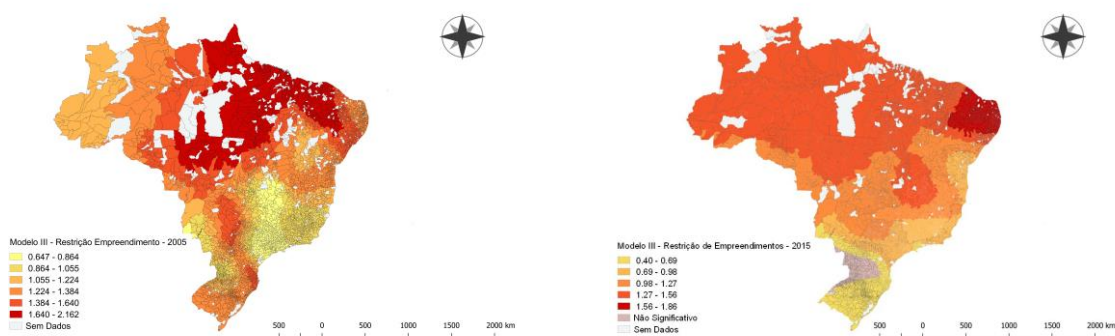 Modelo III - Restrição Empreendimento - 2005
0.647 - 0.864
0.864 - 1.055
1.055 - 1.224
1.224 - 1.384
1.384 - 1.640
1.640 - 2.162
Sem Dados
500 0 500 1000 1500 2000 km
Modelo III - Restrição de Empreendimentos - 2015
0.40 - 0.69
0.69 - 0.98
0.98 - 1.27
1.27 - 1.56
1.56 - 1.86
Não Significativo
Sem Dados
500 0 500 1000 1500 2000 km